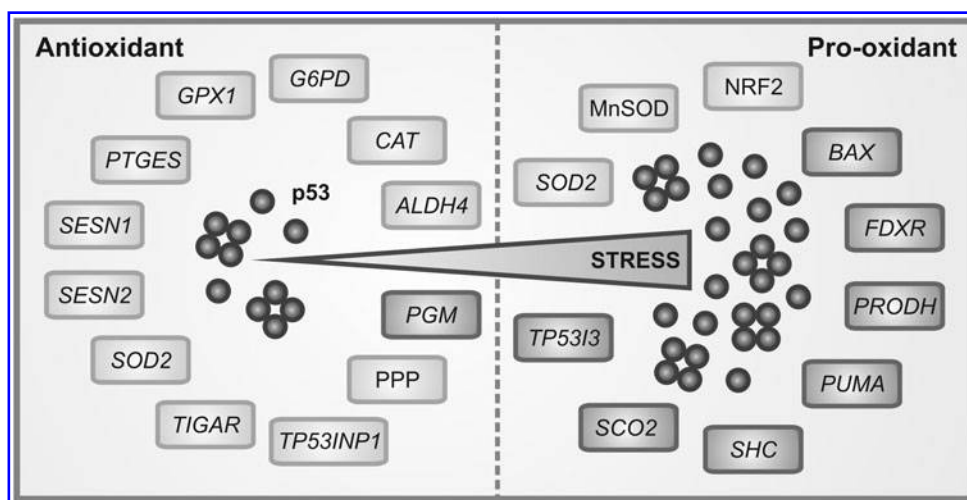 Antioxidant
GPX1
G6PD
PTGES
CAT
SESN1
p53
ALDH4
SESN2
PGM
SOD2
PPP
TIGAR
TP53INP1
STRESS
Pro-oxidant
MnSOD
NRF2
SOD2
BAX
FDXR
TP53I3
PRODH
PUMA
SCO2
SHC